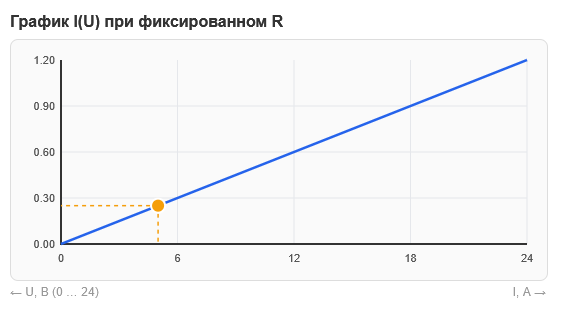 График I(U) при фиксированном R
1.20
0.90
0.60
0.30
0.00
0 6 12 18 24
← U, В (0 … 24) I, А →